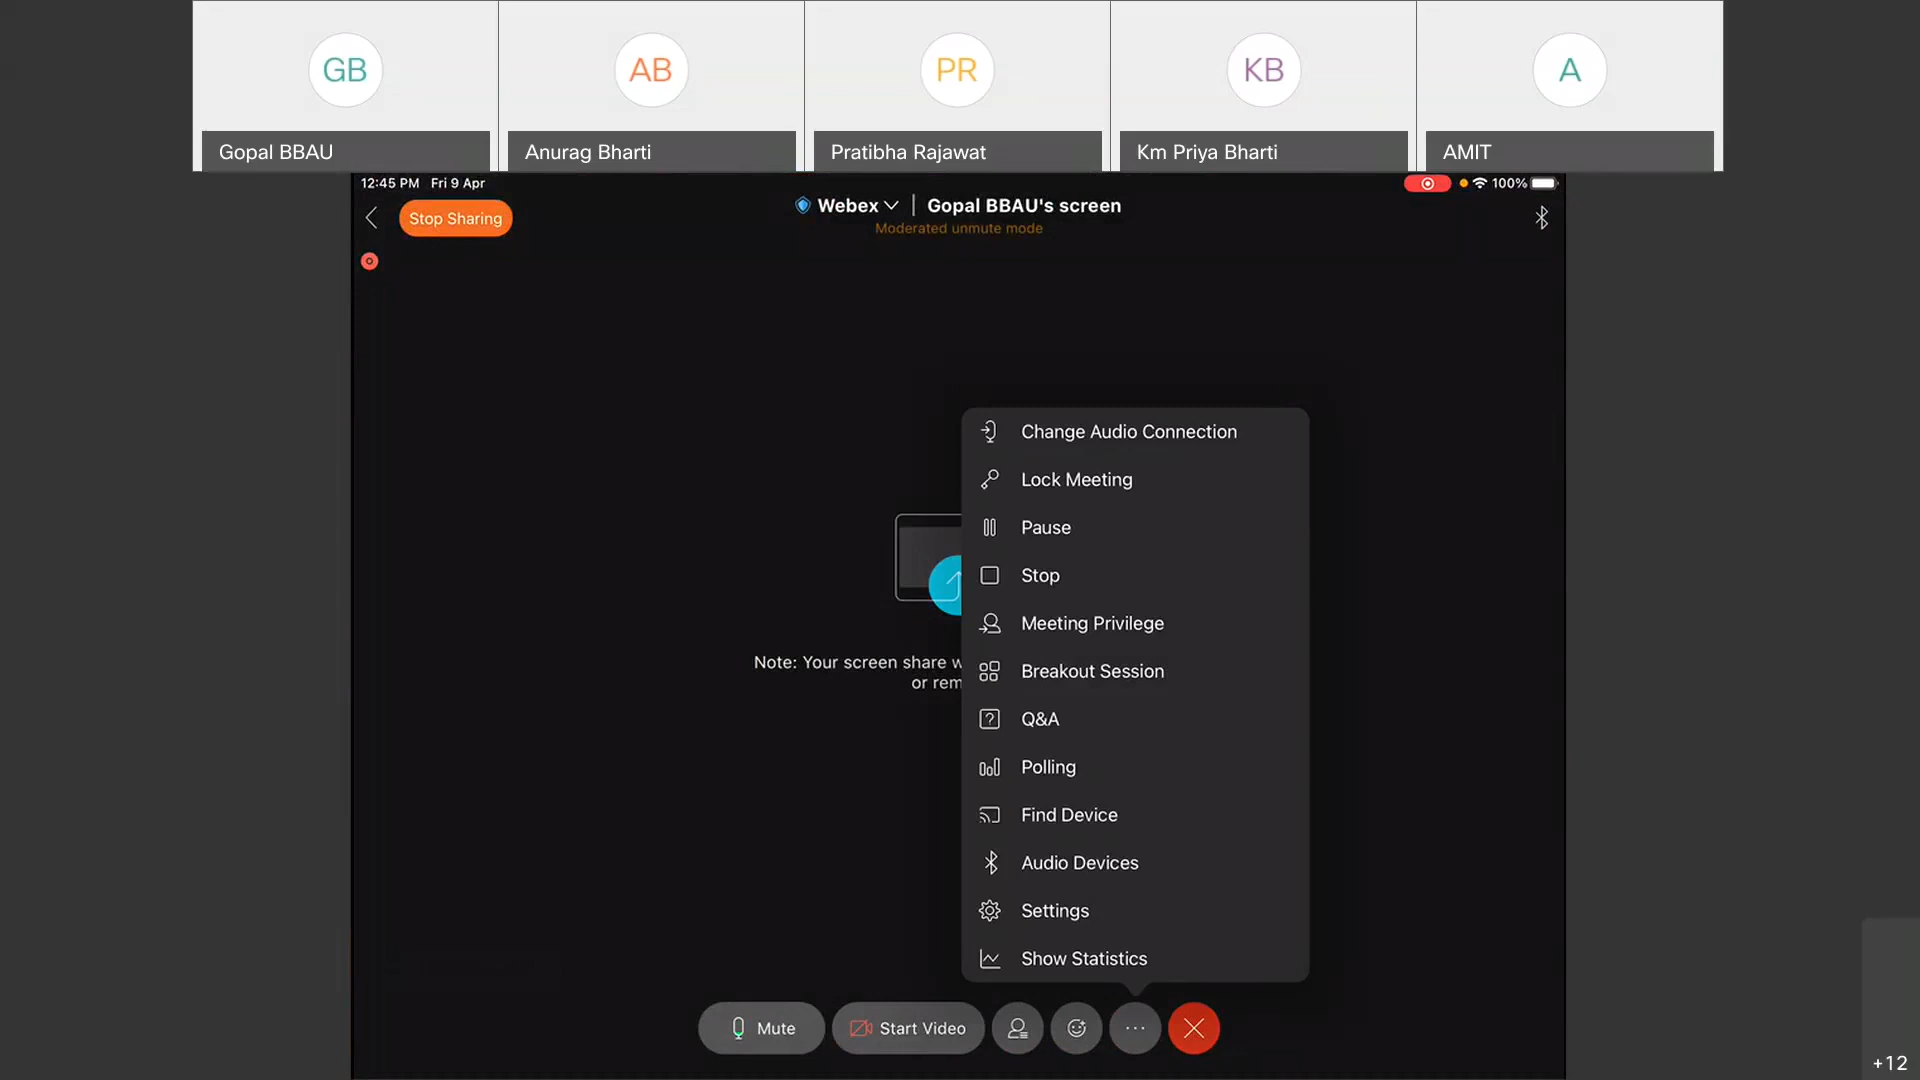 GB
AB
PR
KB
A
Gopal BBAU
Anurag Bharti
Pratibha Rajawat
Km Priya Bharti
AMIT
12:45 PM Fri 9 Apr
100%
Stop Sharing
Webex | Gopal BBAU's screen
Moderated unmute mode
Change Audio Connection
Lock Meeting
Pause
Stop
Note: Your screen share w
or rem
Meeting Privilege
Breakout Session
Q&A
Polling
Find Device
Audio Devices
Settings
Show Statistics
Mute
Start Video
+12